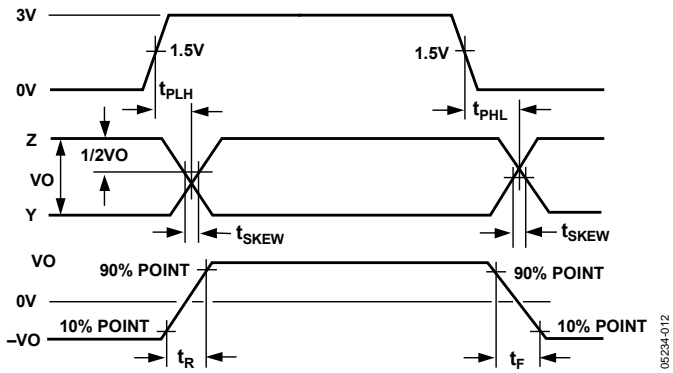 3V
1.5V
1.5V
0V
tPLH
tPHL
Z
1/2VO
VO
Y
tSKEW
tSKEW
VO
90% POINT
90% POINT
0V
10% POINT
10% POINT
–VO
tR
tF
05234-012